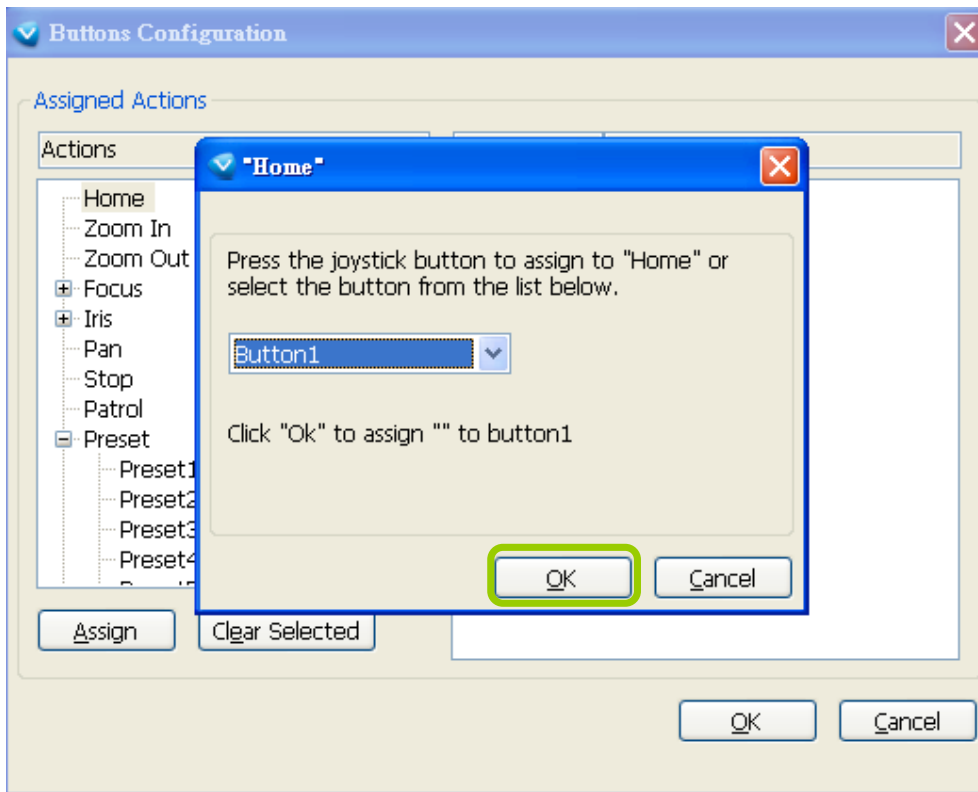 Buttons Configuration
Assigned Actions
Actions
"Home"
Home
Zoom In
Zoom Out
Focus
Iris
Pan
Stop
Patrol
Preset
Preset1
Preset2
Preset3
Preset4
Press the joystick button to assign to "Home" or
select the button from the list below.
Button1
Click "Ok" to assign "" to button1
OK
Cancel
Assign
Clear Selected
OK
Cancel